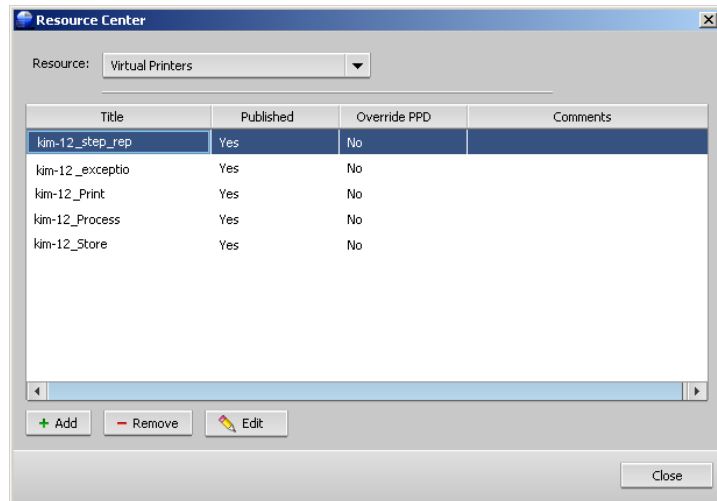 Resource Center
Resource: Virtual Printers
Title Published Override PPD Comments
kim-12_step_rep Yes No
kim-12 _exceptio Yes No
kim-12_Print Yes No
kim-12_Process Yes No
kim-12_Store Yes No
+ Add − Remove Edit
Close